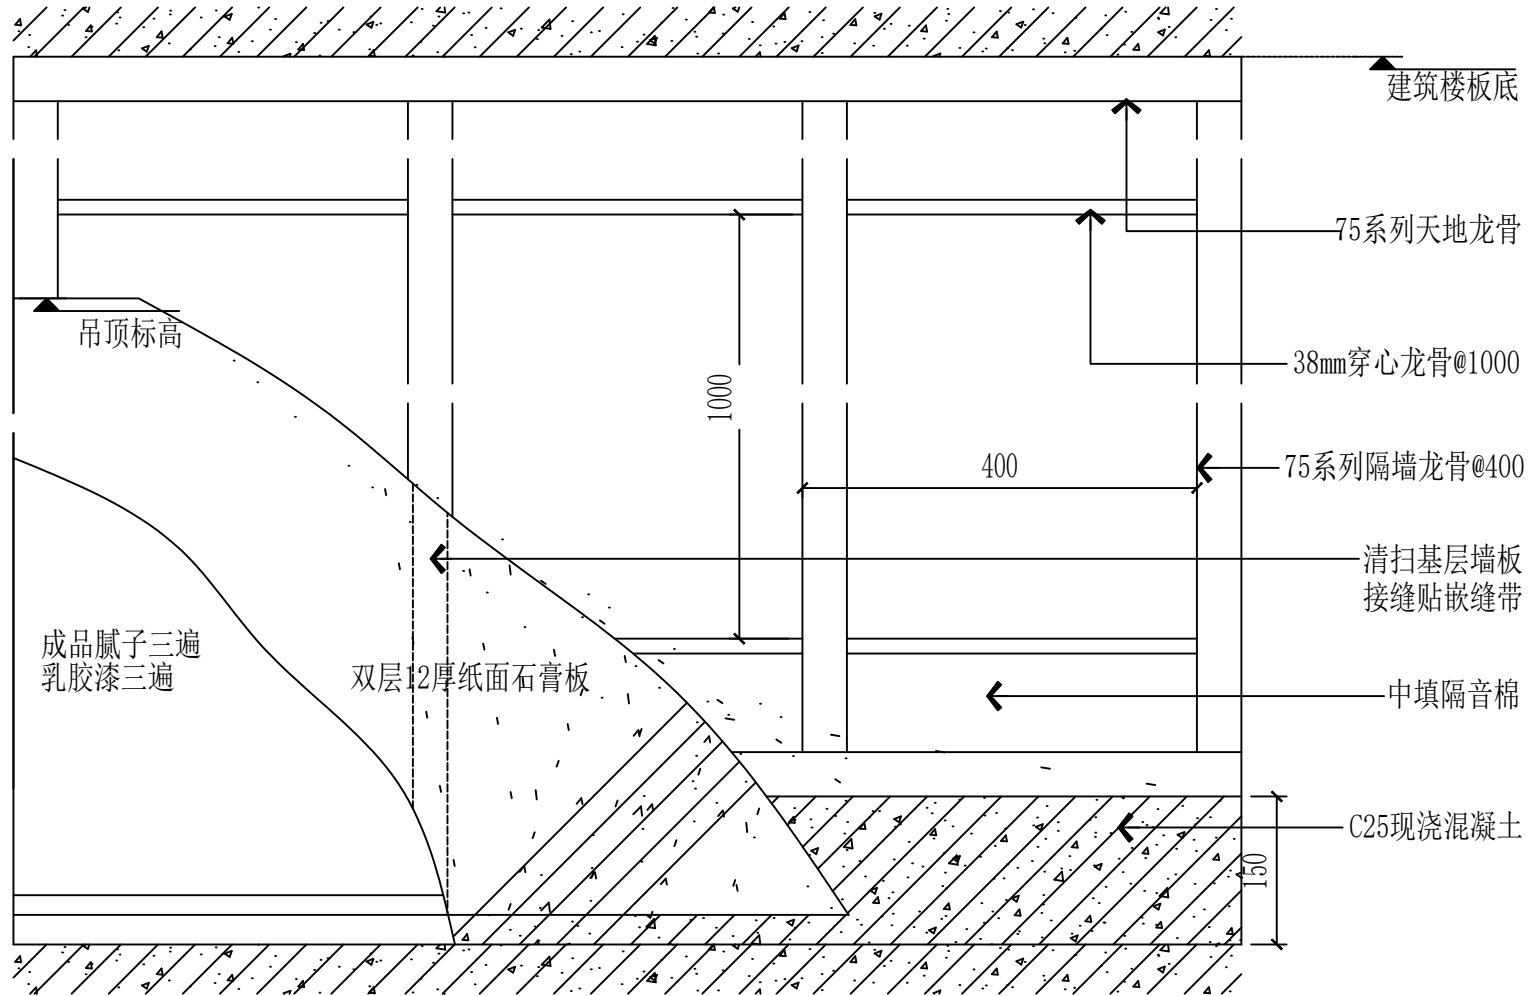 建筑楼板底
75系列天地龙骨
吊顶标高
38mm穿心龙骨@1000
1000
400
75系列隔墙龙骨@400
清扫基层墙板
接缝贴嵌缝带
成品腻子三遍
乳胶漆三遍
双层12厚纸面石膏板
中填隔音棉
C25现浇混凝土
150